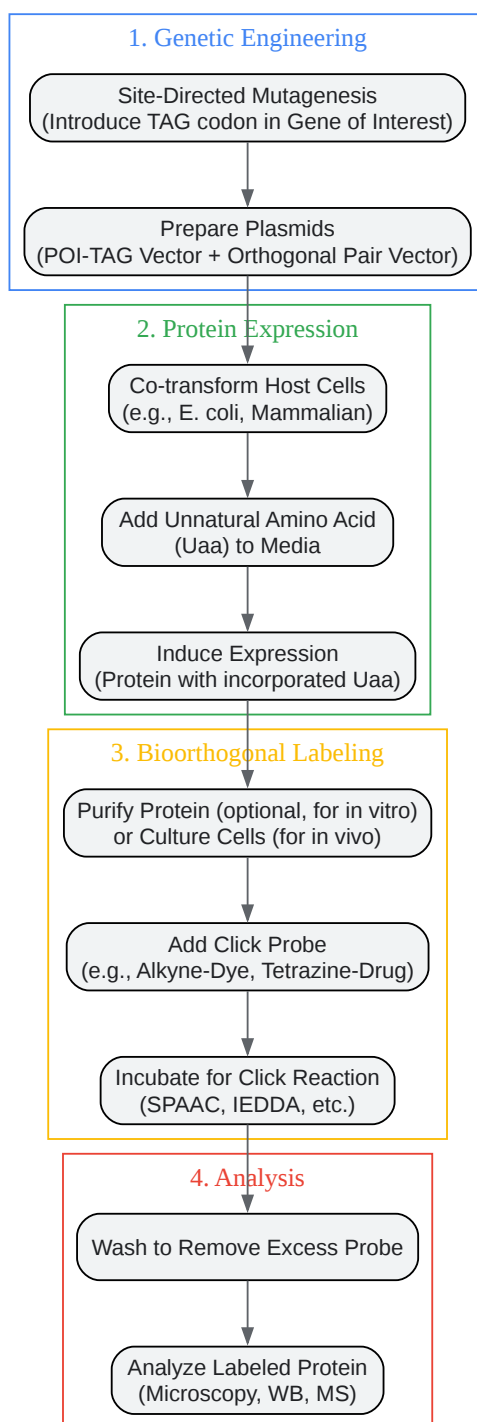 1. Genetic Engineering
Site-Directed Mutagenesis
(Introduce TAG codon in Gene of Interest)
Prepare Plasmids
(POI-TAG Vector + Orthogonal Pair Vector)
2. Protein Expression
Co-transform Host Cells
(e.g., E. coli, Mammalian)
Add Unnatural Amino Acid
(Uaa) to Media
Induce Expression
(Protein with incorporated Uaa)
3. Bioorthogonal Labeling
Purify Protein (optional, for in vitro)
or Culture Cells (for in vivo)
Add Click Probe
(e.g., Alkyne-Dye, Tetrazine-Drug)
Incubate for Click Reaction
(SPAAC, IEDDA, etc.)
4. Analysis
Wash to Remove Excess Probe
Analyze Labeled Protein
(Microscopy, WB, MS)